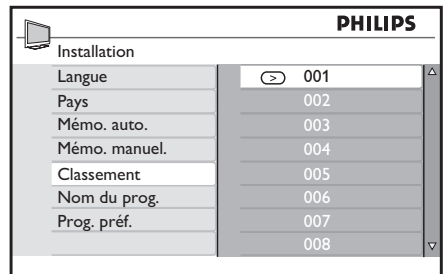 PHILIPS
Installation
Langue > 001
Pays 002
Mémo. auto. 003
Mémo. manuel. 004
Classement 005
Nom du prog. 006
Prog. préf. 007
008